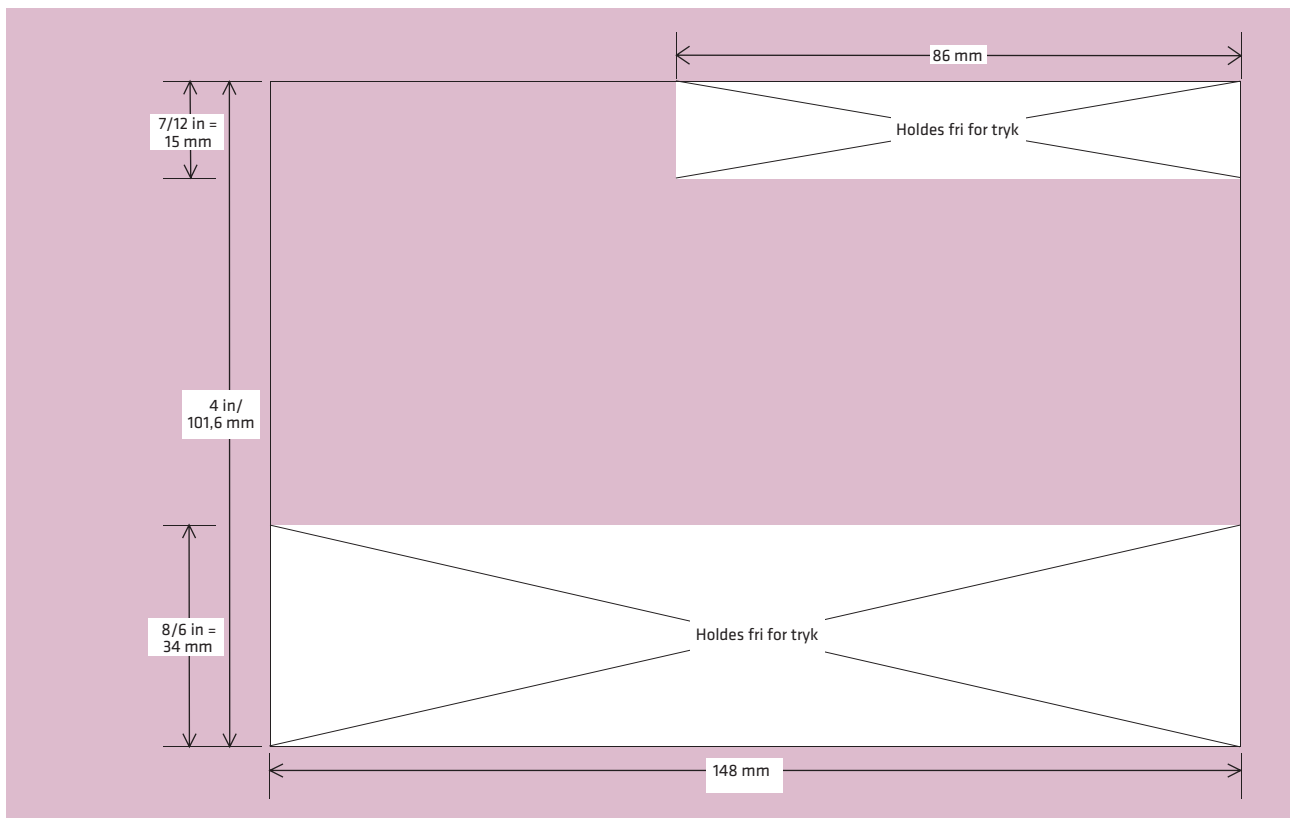 86 mm
7/12 in =
15 mm
Holdes fri for tryk
4 in/
101,6 mm
8/6 in =
34 mm
Holdes fri for tryk
148 mm